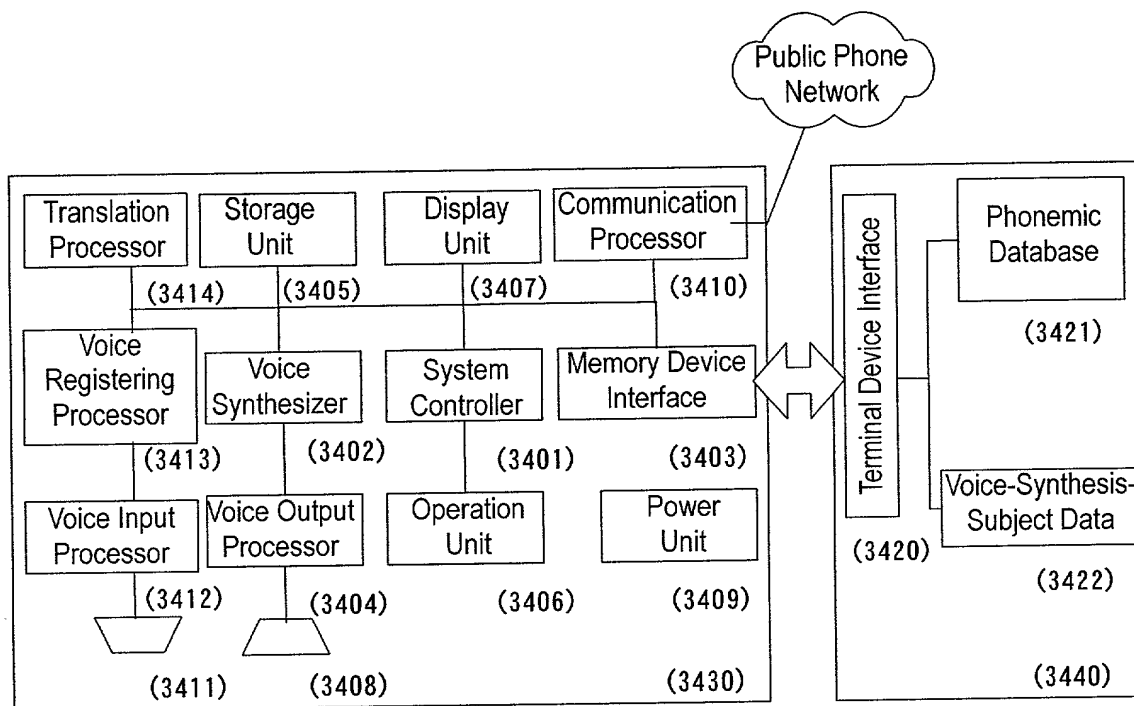 Public Phone
Network
Translation
Processor
(3414)
Storage
Unit
(3405)
Display
Unit
(3407)
Communication
Processor
(3410)
Voice
Registering
Processor
(3413)
Voice
Synthesizer
(3402)
System
Controller
(3401)
Memory Device
Interface
(3403)
Voice Input
Processor
(3412)
Voice Output
Processor
(3404)
Operation
Unit
(3406)
Power
Unit
(3409)
(3411)
(3408)
(3430)
Terminal Device Interface
(3420)
Phonemic
Database
(3421)
Voice-Synthesis-
Subject Data
(3422)
(3440)